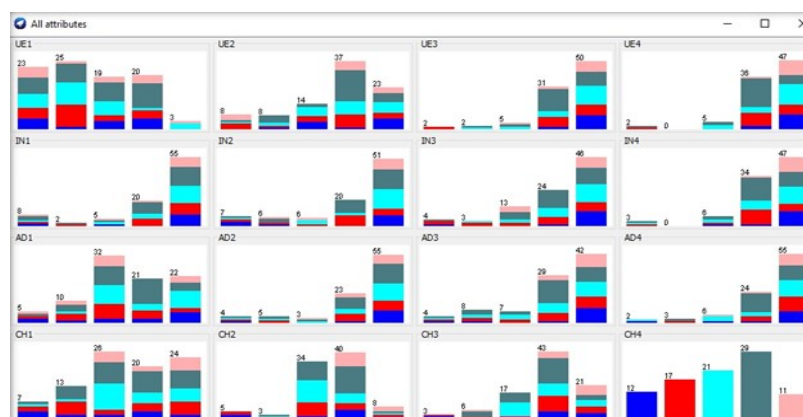 All attributes
UE1 UE2 UE3 UE4
23 25 19 20 3 8 8 14 37 23 2 2 5 31 50 2 0 5 36 47
IN1 IN2 IN3 IN4
8 2 5 20 55 7 6 6 20 51 4 3 13 24 46 3 0 6 34 47
AD1 AD2 AD3 AD4
5 10 32 21 22 4 5 3 23 55 4 8 7 29 42 2 3 6 24 55
CH1 CH2 CH3 CH4
7 13 26 20 24 5 3 34 40 8 3 6 17 43 21 12 17 21 29 11